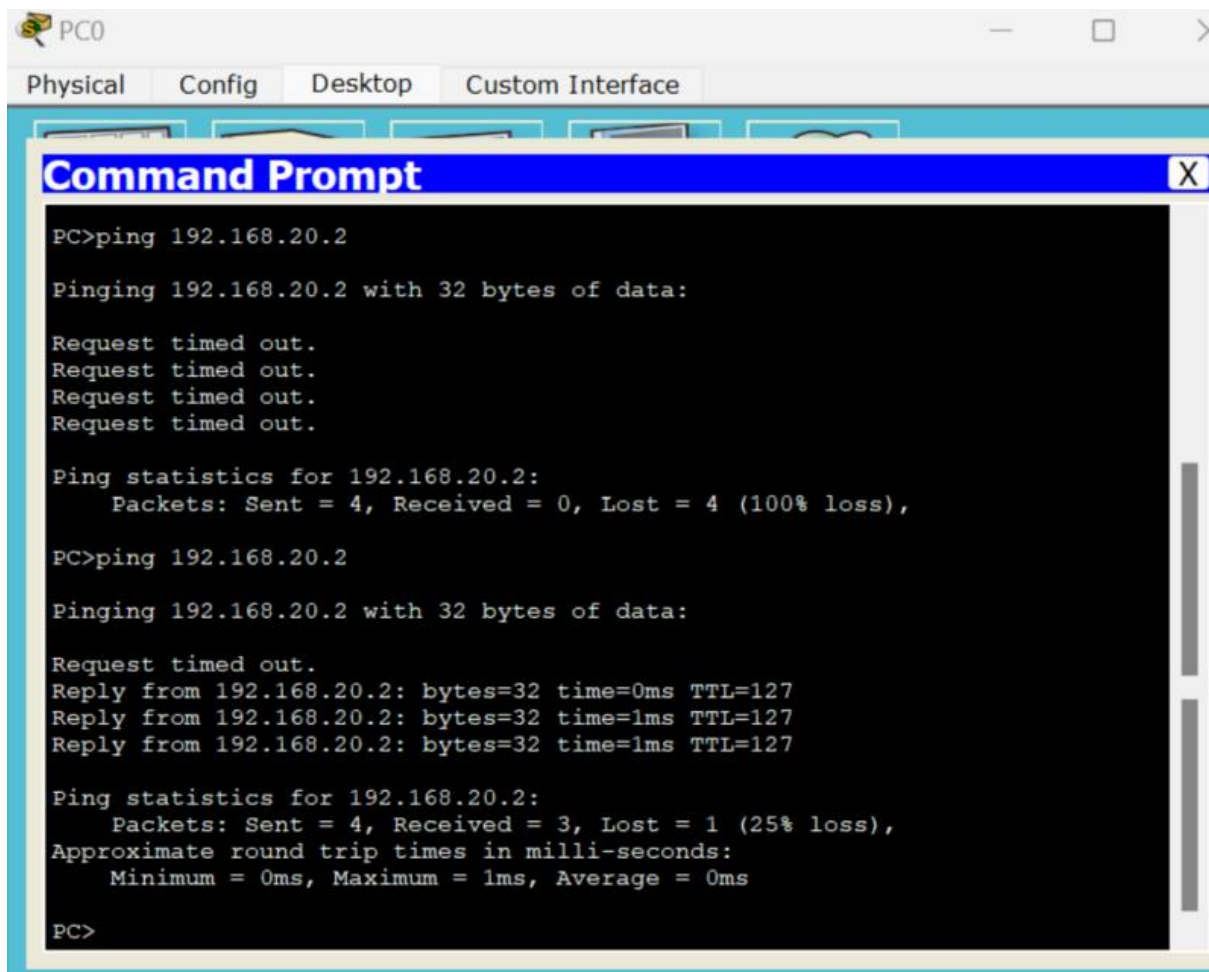 PC0
Physical Config Desktop Custom Interface
Command Prompt X
PC>ping 192.168.20.2
Pinging 192.168.20.2 with 32 bytes of data:
Request timed out.
Request timed out.
Request timed out.
Request timed out.
Ping statistics for 192.168.20.2:
    Packets: Sent = 4, Received = 0, Lost = 4 (100% loss),
PC>ping 192.168.20.2
Pinging 192.168.20.2 with 32 bytes of data:
Request timed out.
Reply from 192.168.20.2: bytes=32 time=0ms TTL=127
Reply from 192.168.20.2: bytes=32 time=1ms TTL=127
Reply from 192.168.20.2: bytes=32 time=1ms TTL=127
Ping statistics for 192.168.20.2:
    Packets: Sent = 4, Received = 3, Lost = 1 (25% loss),
Approximate round trip times in milli-seconds:
    Minimum = 0ms, Maximum = 1ms, Average = 0ms
PC>